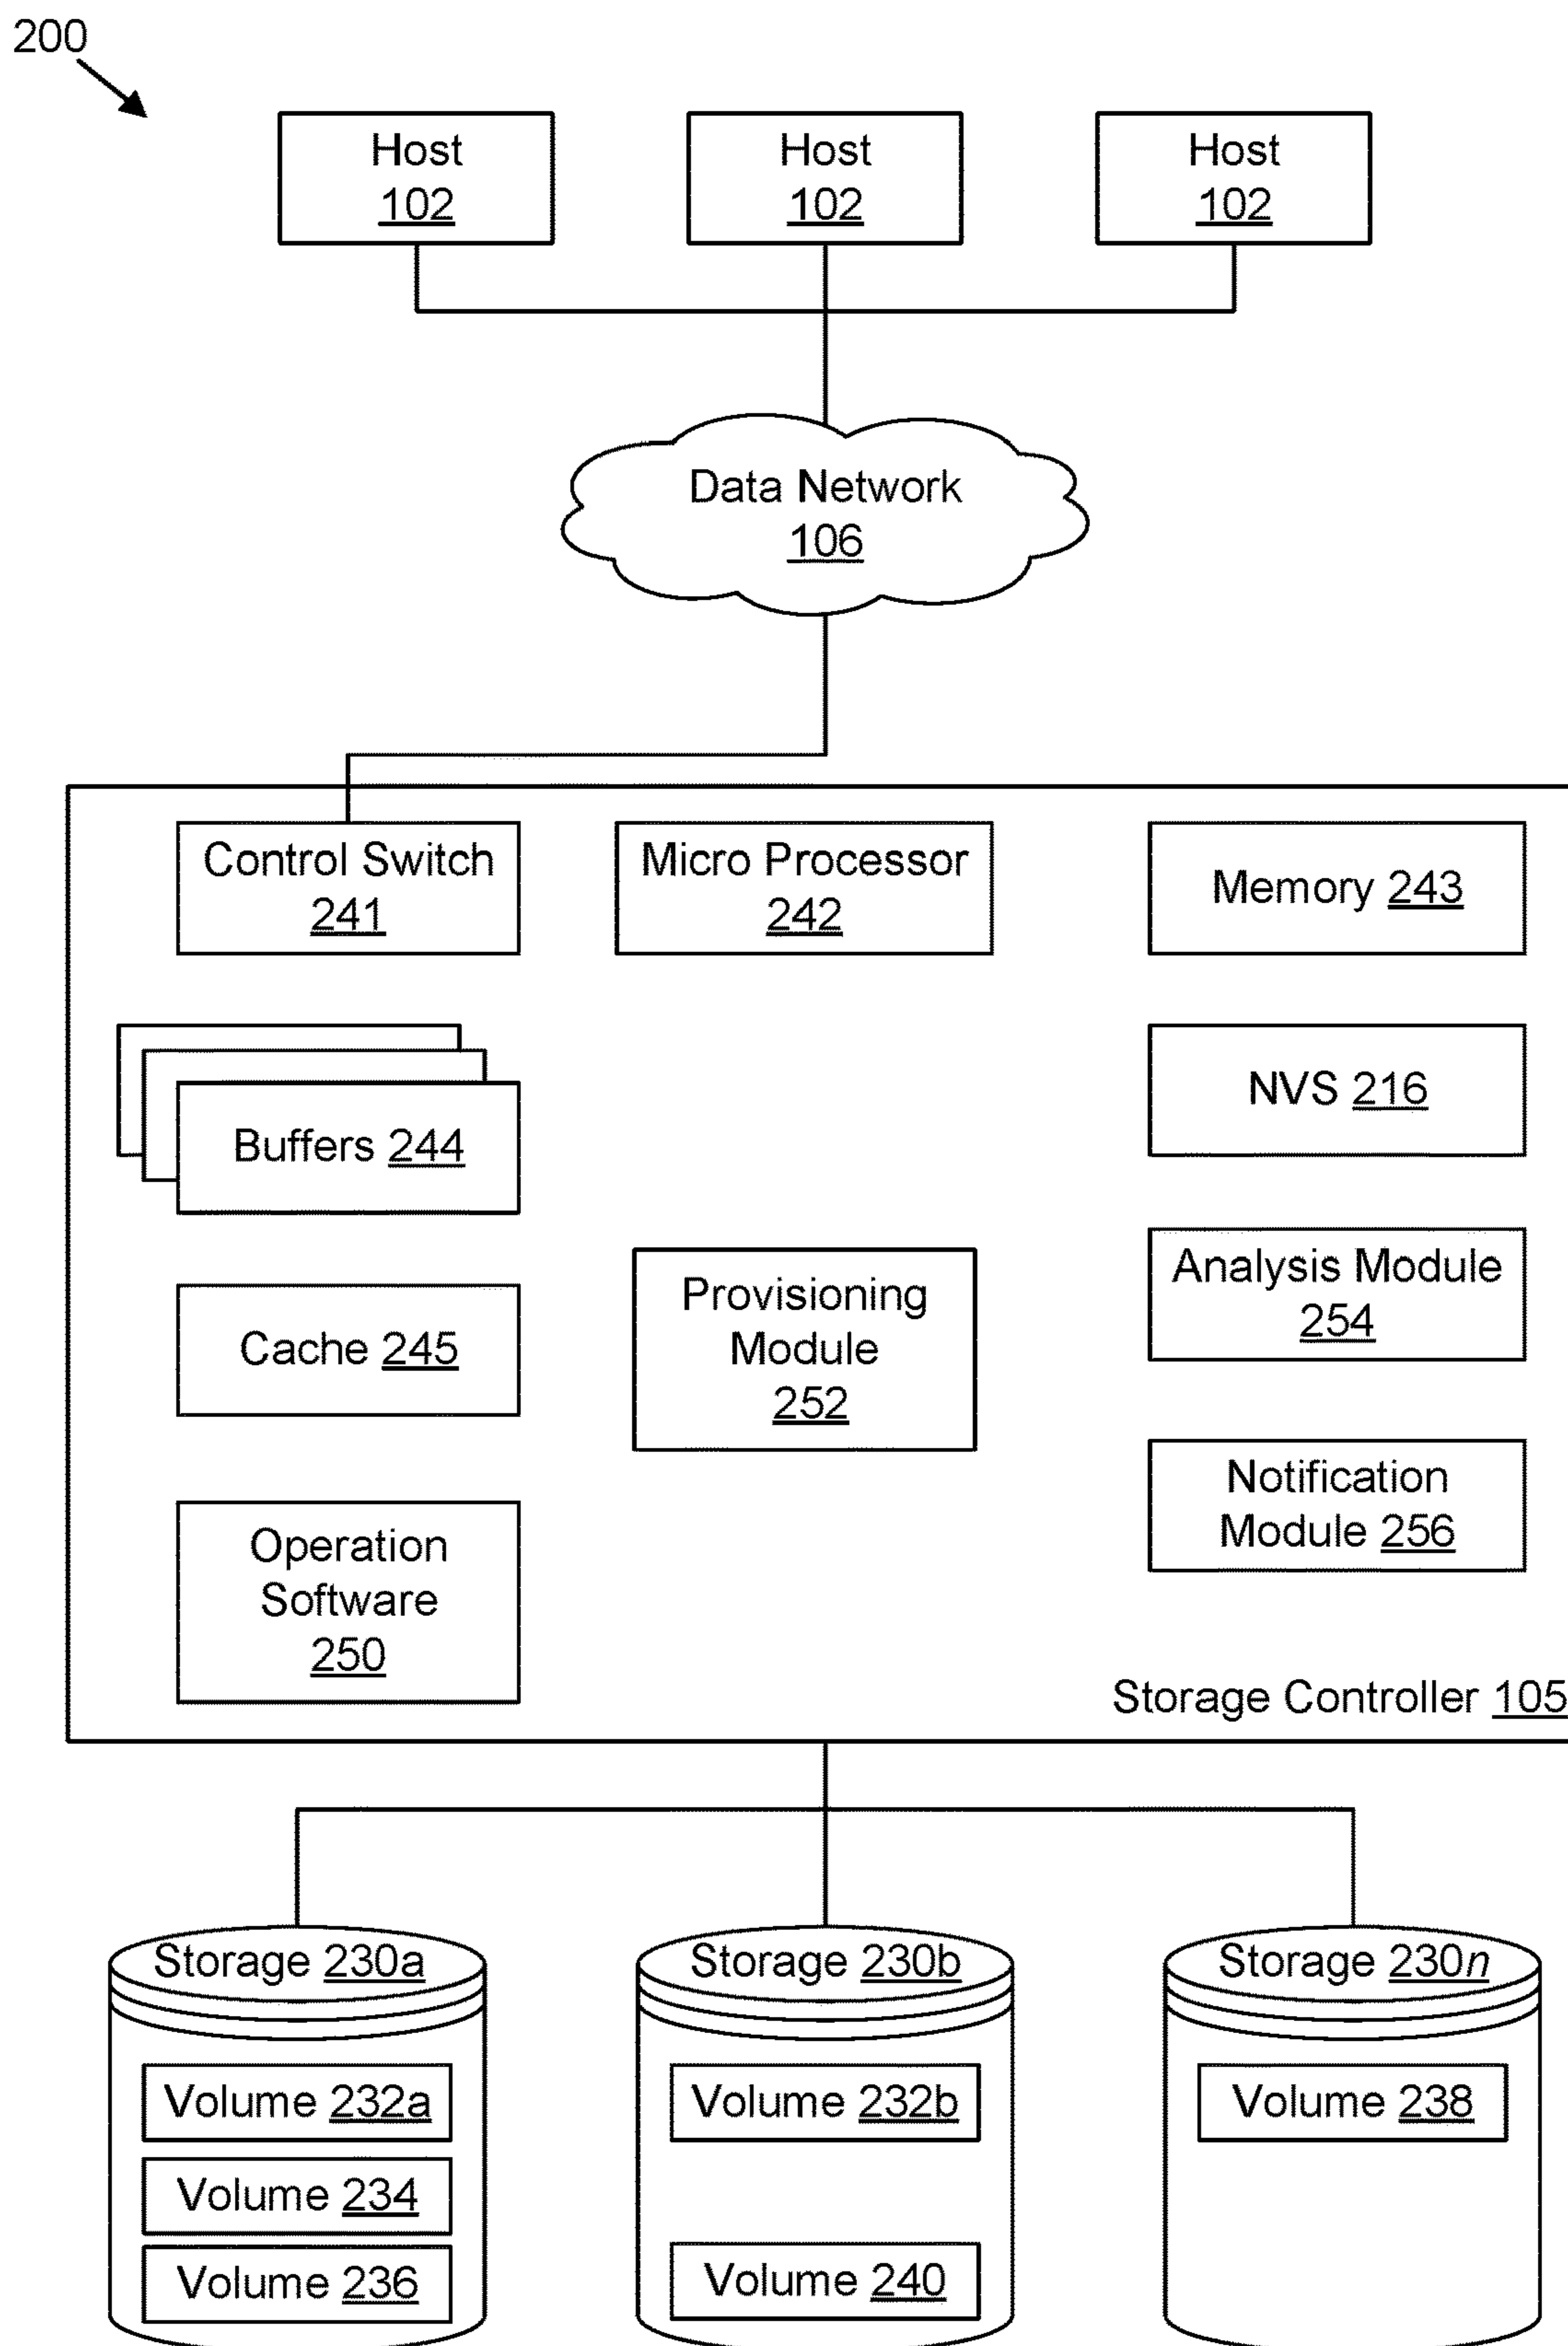 200
Host
102
Host
102
Host
102
Data Network
106
Control Switch
241
Micro Processor
242
Memory 243
Buffers 244
NVS 216
Cache 245
Provisioning
Module
252
Analysis Module
254
Operation
Software
250
Notification
Module 256
Storage Controller 105
Storage 230a
Storage 230b
Storage 230n
Volume 232a
Volume 232b
Volume 238
Volume 234
Volume 236
Volume 240